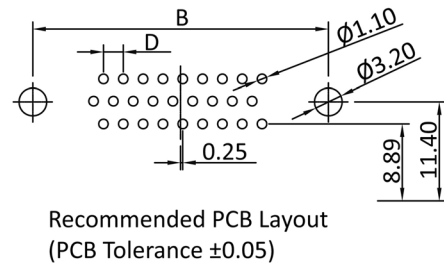 B
D
Ø1.10
Ø3.20
0.25
8.89
11.40
Recommended PCB Layout
(PCB Tolerance ±0.05)